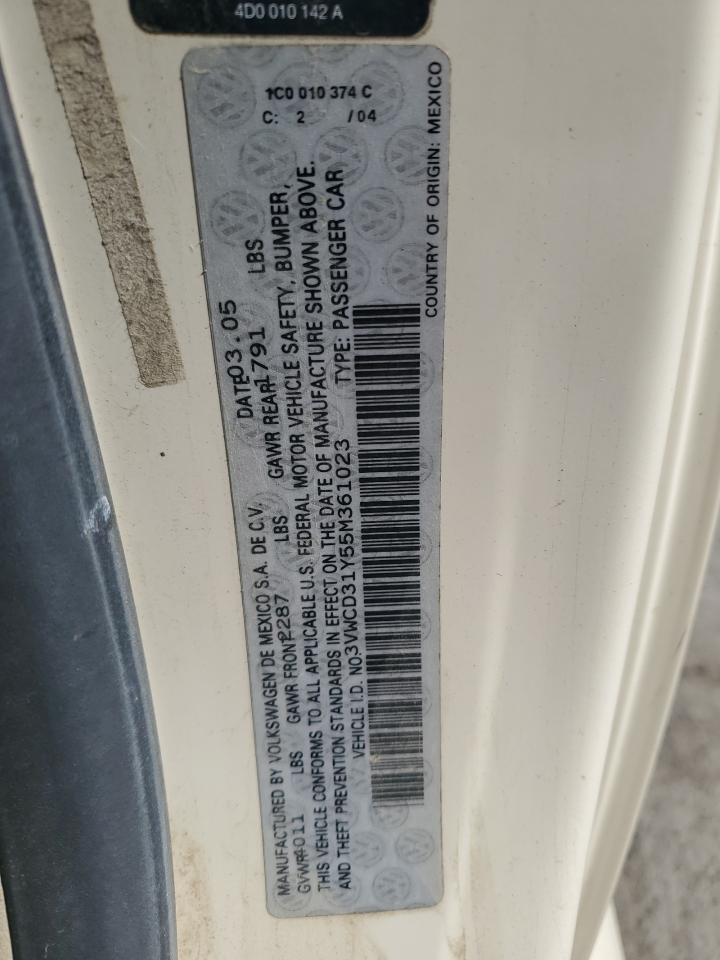 4D0 010 142 A
1C0 010 374 C
C: 2 /04
MANUFACTURED BY VOLKSWAGEN DE MEXICO S.A. DE C.V. DATE 03.05
GVWR 4011 LBS GAWR FRONT 2287 LBS GAWR REAR 1791 LBS
THIS VEHICLE CONFORMS TO ALL APPLICABLE U.S. FEDERAL MOTOR VEHICLE SAFETY, BUMPER,
AND THEFT PREVENTION STANDARDS IN EFFECT ON THE DATE OF MANUFACTURE SHOWN ABOVE.
VEHICLE I.D. NO. 3VWCD31Y55M361023 TYPE: PASSENGER CAR
COUNTRY OF ORIGIN: MEXICO